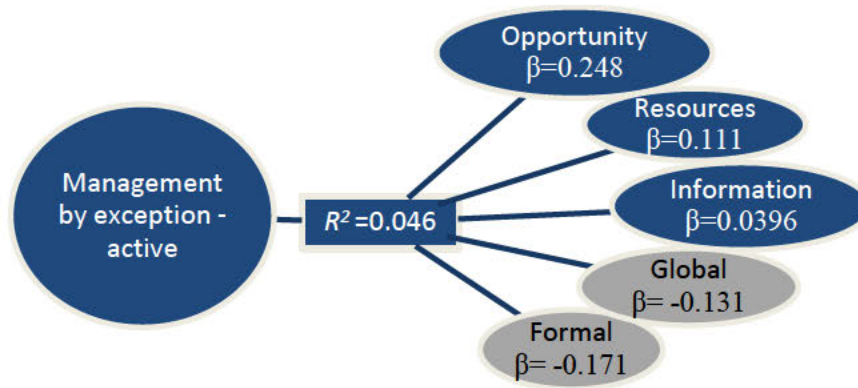 Opportunity
β=0.248
Resources
β=0.111
Management
by exception -
active
R² =0.046
Information
β=0.0396
Global
β= -0.131
Formal
β= -0.171